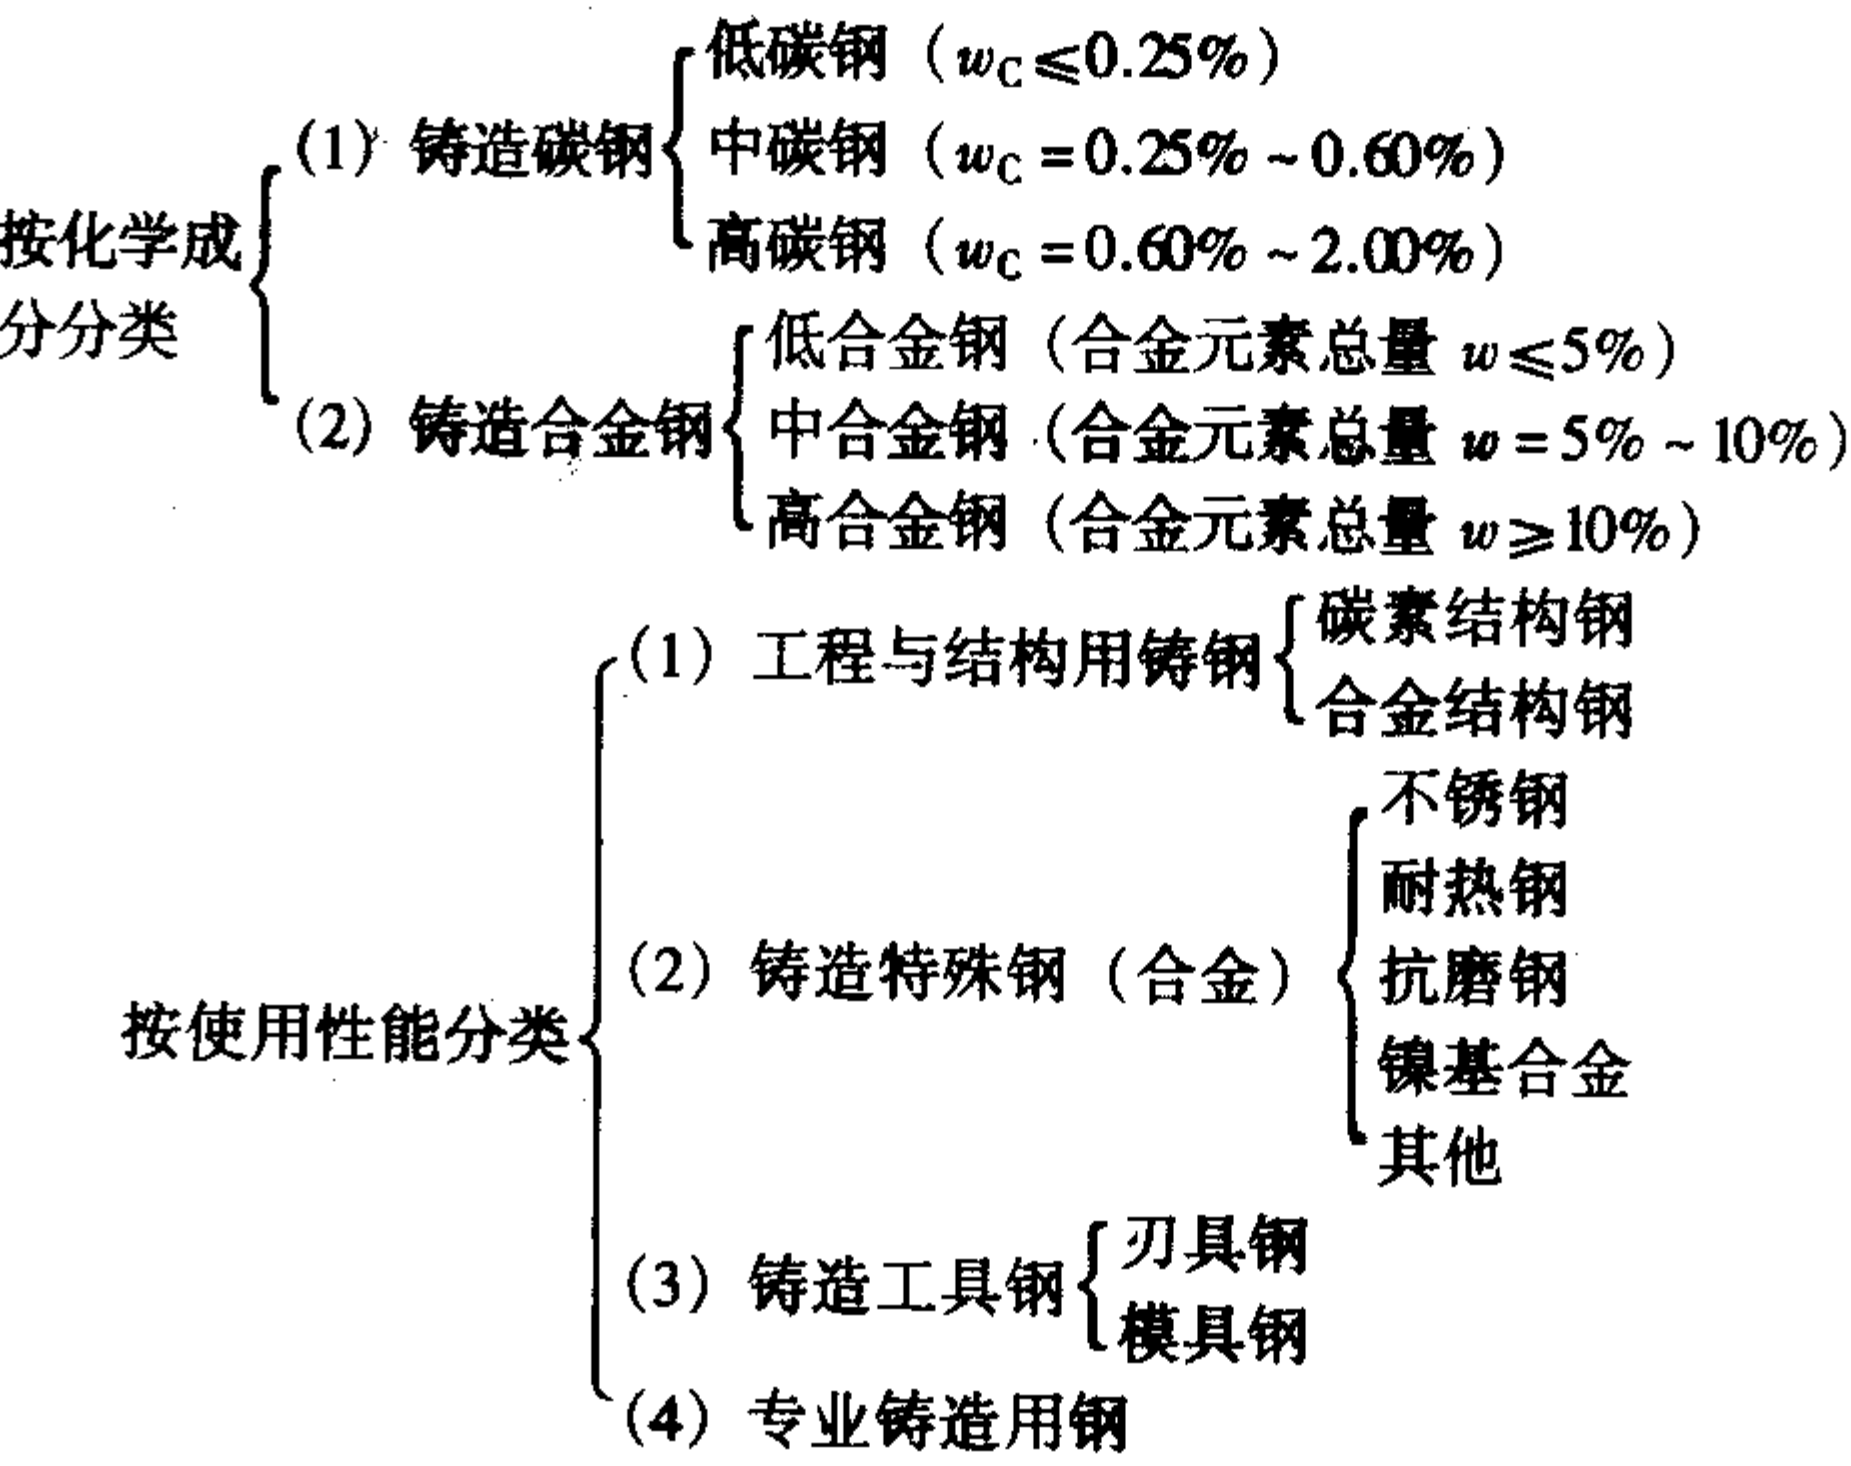 低碳钢（wC≤0.25%）
(1) 铸造碳钢
中碳钢（wC=0.25%~0.60%）
高碳钢（wC=0.60%~2.00%）
按化学成
分分类
低合金钢（合金元素总量 w≤5%）
(2) 铸造合金钢
中合金钢（合金元素总量 w=5%~10%）
高合金钢（合金元素总量 w≥10%）
碳素结构钢
(1) 工程与结构用铸钢
合金结构钢
不锈钢
耐热钢
(2) 铸造特殊钢（合金）
抗磨钢
镍基合金
其他
按使用性能分类
刃具钢
(3) 铸造工具钢
模具钢
(4) 专业铸造用钢